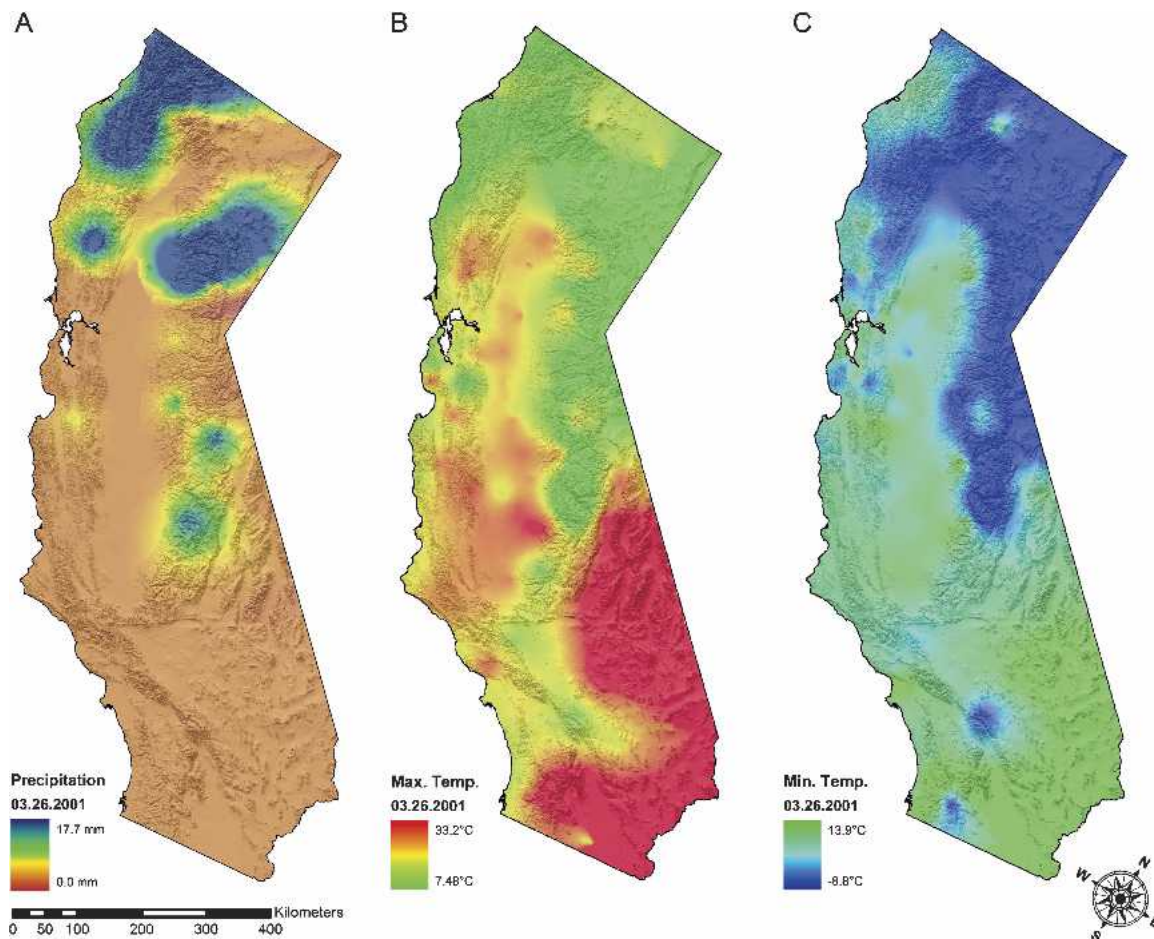 A
B
C
Precipitation
03.26.2001
17.7 mm
0.0 mm
Max. Temp.
03.26.2001
33.2°C
7.48°C
Min. Temp.
03.26.2001
13.9°C
-8.8°C
Kilometers
0 50 100 200 300 400
N
W
E
S